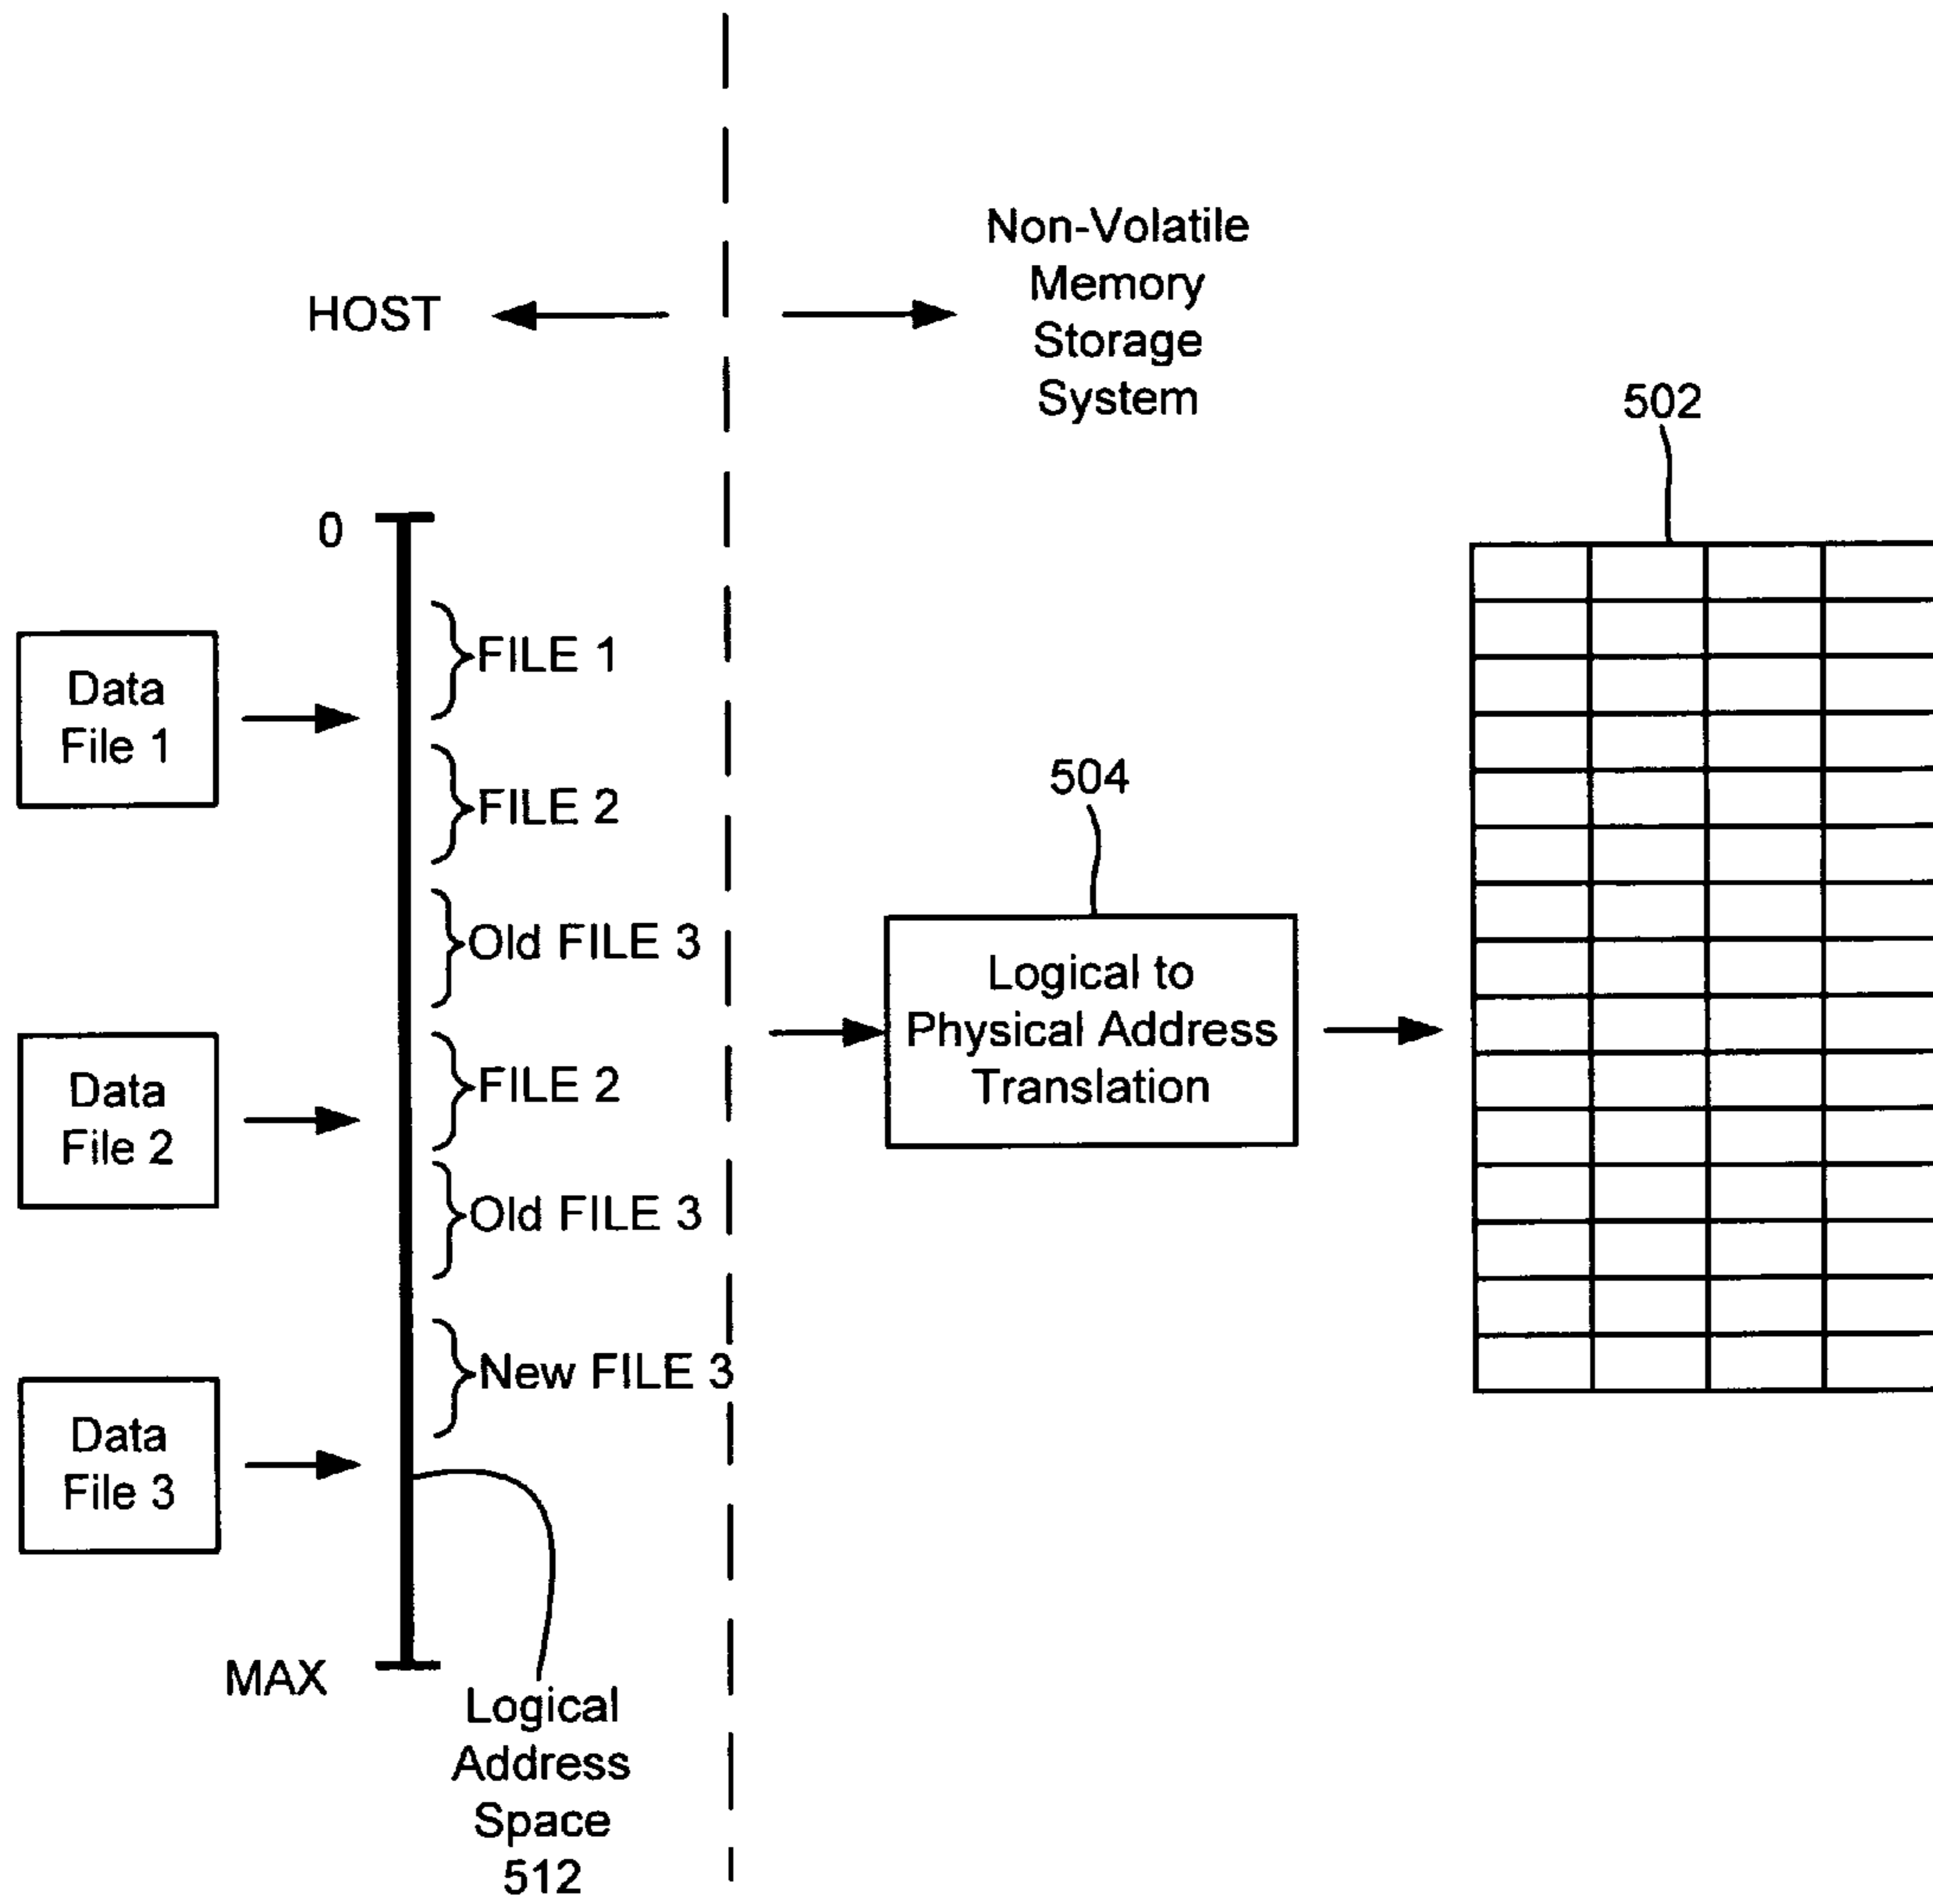 HOST
Non-Volatile
Memory
Storage
System
502
0
FILE 1
Data
File 1
FILE 2
504
Old FILE 3
Logical to
Physical Address
Translation
Data
File 2
FILE 2
Old FILE 3
New FILE 3
Data
File 3
MAX
Logical
Address
Space
512